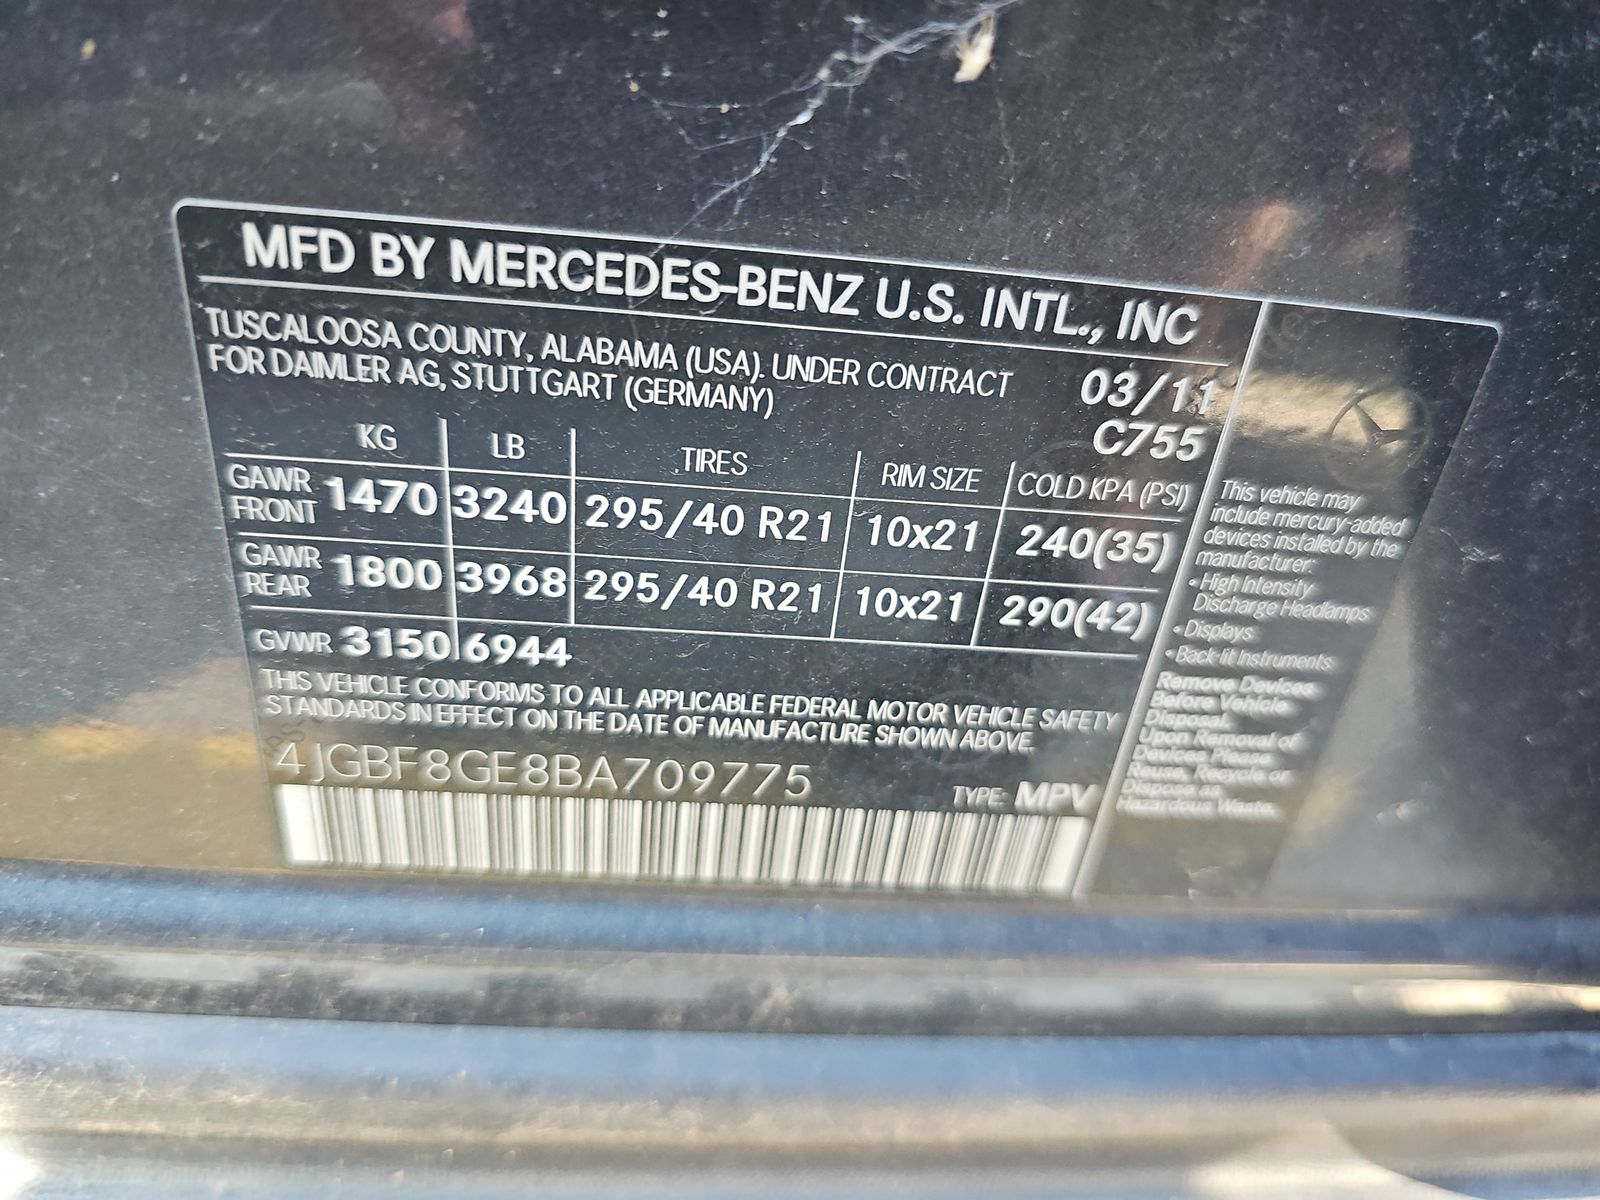 MFD BY MERCEDES-BENZ U.S. INTL., INC
TUSCALOOSA COUNTY, ALABAMA (USA). UNDER CONTRACT
FOR DAIMLER AG, STUTTGART (GERMANY)
03/11
C755
KG LB TIRES RIM SIZE COLD KPA (PSI)
GAWR FRONT 1470 3240 295/40 R21 10x21 240(35)
GAWR REAR 1800 3968 295/40 R21 10x21 290(42)
GVWR 3150 6944
THIS VEHICLE CONFORMS TO ALL APPLICABLE FEDERAL MOTOR VEHICLE SAFETY
STANDARDS IN EFFECT ON THE DATE OF MANUFACTURE SHOWN ABOVE.
4JGBF8GE8BA709775
TYPE: MPV
This vehicle may
include mercury-added
devices installed by the
manufacturer:
• High Intensity
Discharge Headlamps
• Displays
• Back-lit Instruments
Remove Devices
Before Vehicle
Disposal.
Upon Removal of
Devices Please
Reuse, Recycle or
Dispose as
Hazardous Waste.